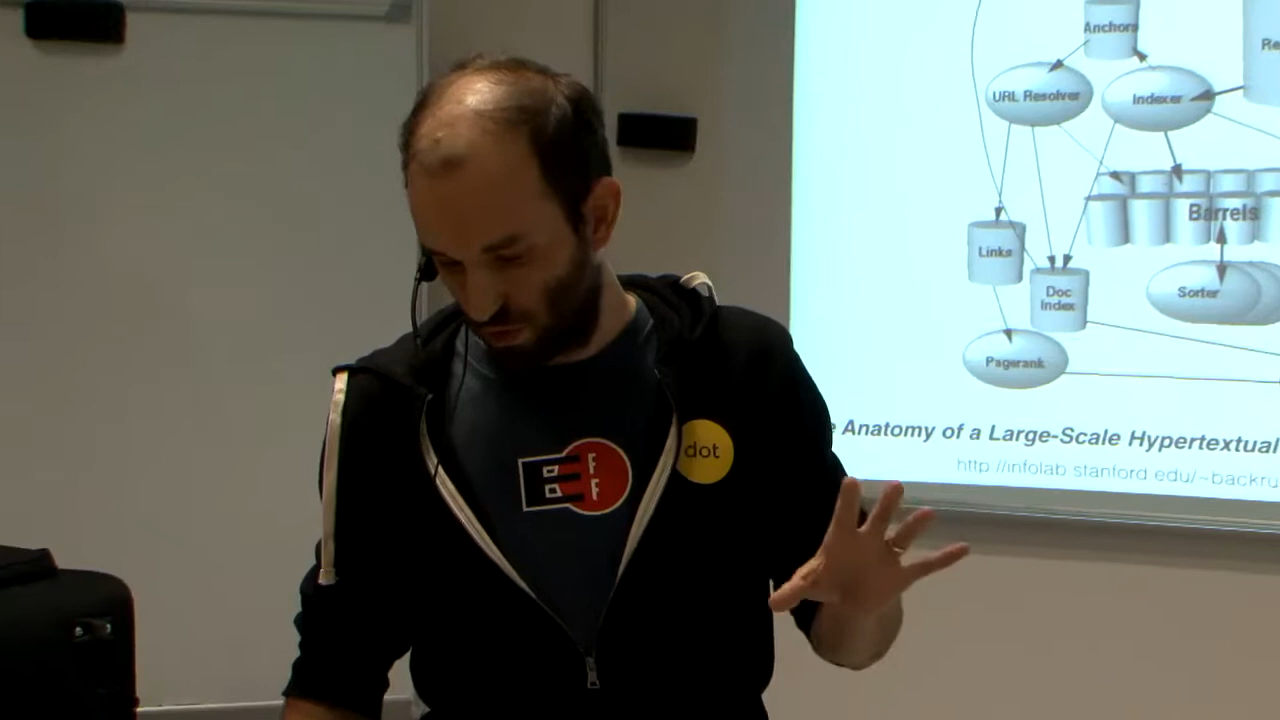 Anchors
URL Resolver
Indexer
Barrels
Links
Doc
Index
Sorter
Pagerank
Anatomy of a Large-Scale Hypertextual
http://infolab.stanford.edu/~backru
dot
EFF